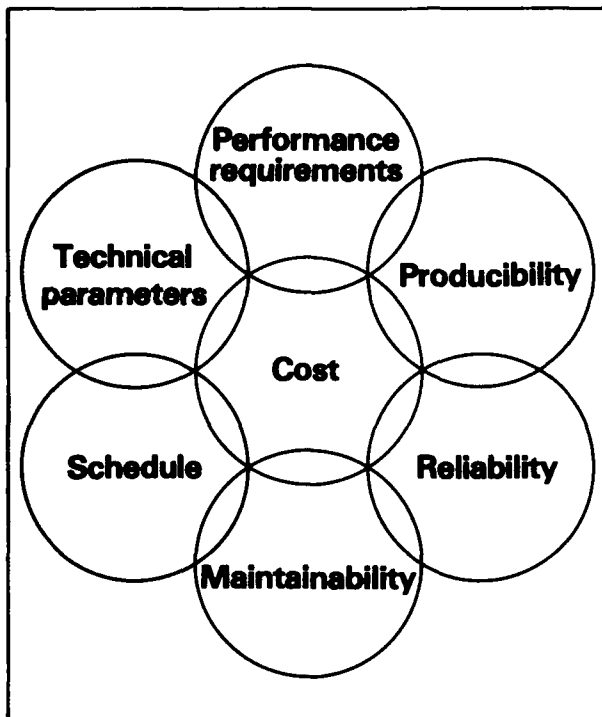 Performance
requirements
Technical
parameters
Producibility
Cost
Schedule
Reliability
Maintainability